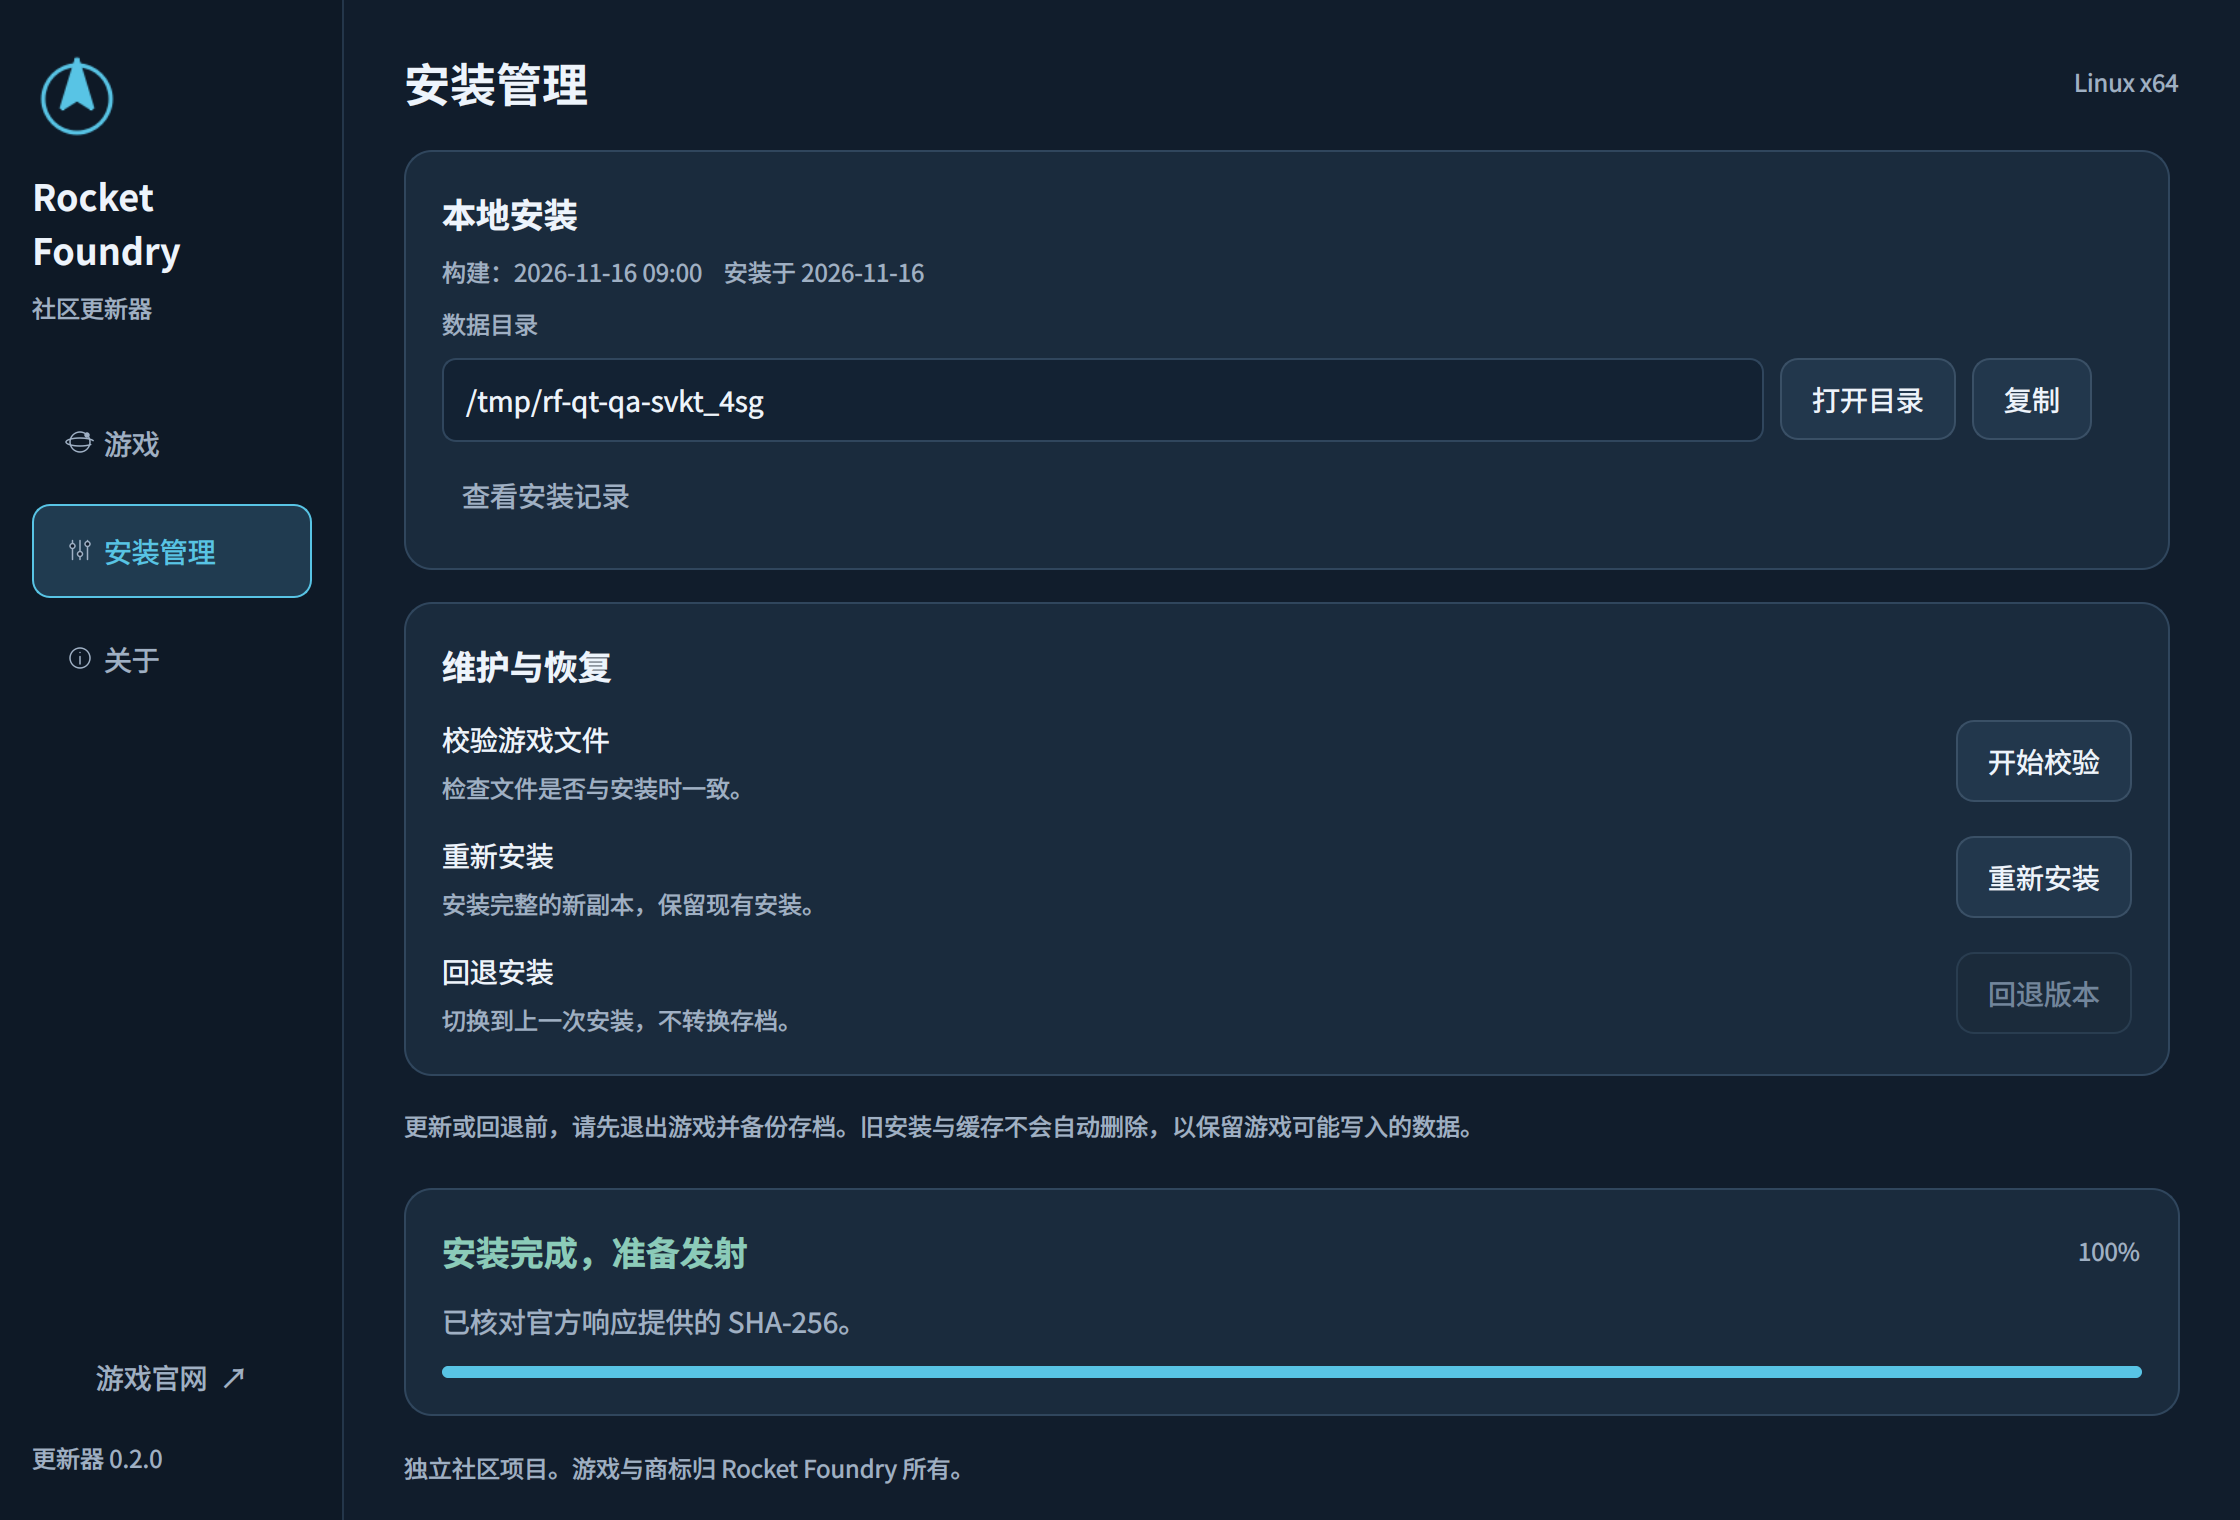 Rocket
Foundry
社区更新器
游戏
安装管理
关于
游戏官网 ↗
更新器 0.2.0
安装管理
Linux x64
本地安装
构建：2026-11-16 09:00 安装于 2026-11-16
数据目录
/tmp/rf-qt-qa-svkt_4sg
打开目录
复制
查看安装记录
维护与恢复
校验游戏文件
检查文件是否与安装时一致。
开始校验
重新安装
安装完整的新副本，保留现有安装。
重新安装
回退安装
切换到上一次安装，不转换存档。
回退版本
更新或回退前，请先退出游戏并备份存档。旧安装与缓存不会自动删除，以保留游戏可能写入的数据。
安装完成，准备发射
100%
已核对官方响应提供的 SHA-256。
独立社区项目。游戏与商标归 Rocket Foundry 所有。